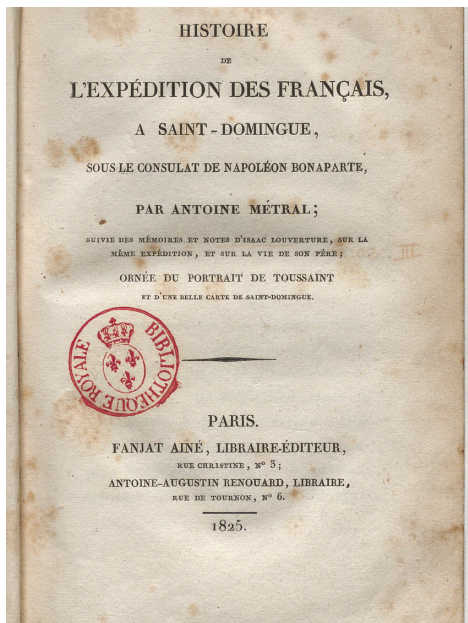 HISTOIRE
DE
L'EXPÉDITION DES FRANÇAIS,
A SAINT-DOMINGUE,
SOUS LE CONSULAT DE NAPOLÉON BONAPARTE,
PAR ANTOINE MÉTRAL;
SUIVIE DES MÉMOIRES ET NOTES D'ISAAC LOUVERTURE, SUR LA
MÊME EXPÉDITION, ET SUR LA VIE DE SON PÈRE;
ORNÉE DU PORTRAIT DE TOUSSAINT
ET D'UNE BELLE CARTE DE SAINT-DOMINGUE.
BIBLIOTHEQUE ROYALE
PARIS.
FANJAT AINÉ, LIBRAIRE-ÉDITEUR,
RUE CHRISTINE, N° 3;
ANTOINE-AUGUSTIN RENOUARD, LIBRAIRE,
RUE DE TOURNON, N° 6.
1825.